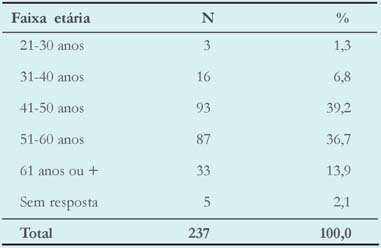 Faixa etária N %
21-30 anos 3 1,3
31-40 anos 16 6,8
41-50 anos 93 39,2
51-60 anos 87 36,7
61 anos ou + 33 13,9
Sem resposta 5 2,1
Total 237 100,0